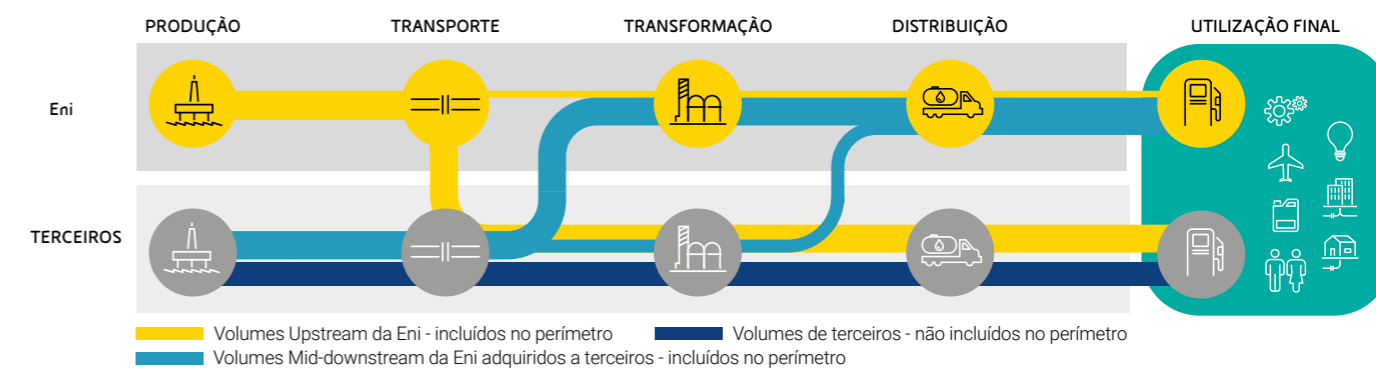 PRODUÇÃO
TRANSPORTE
TRANSFORMAÇÃO
DISTRIBUIÇÃO
UTILIZAÇÀO FINAL
Eni
TERCEIROS
Volumes Upstream da Eni - incluídos no perímetro
Volumes de terceiros - não incluídos no perímetro
Volumes Mid-downstream da Eni adquiridos a terceiros - incluídos no perímetro